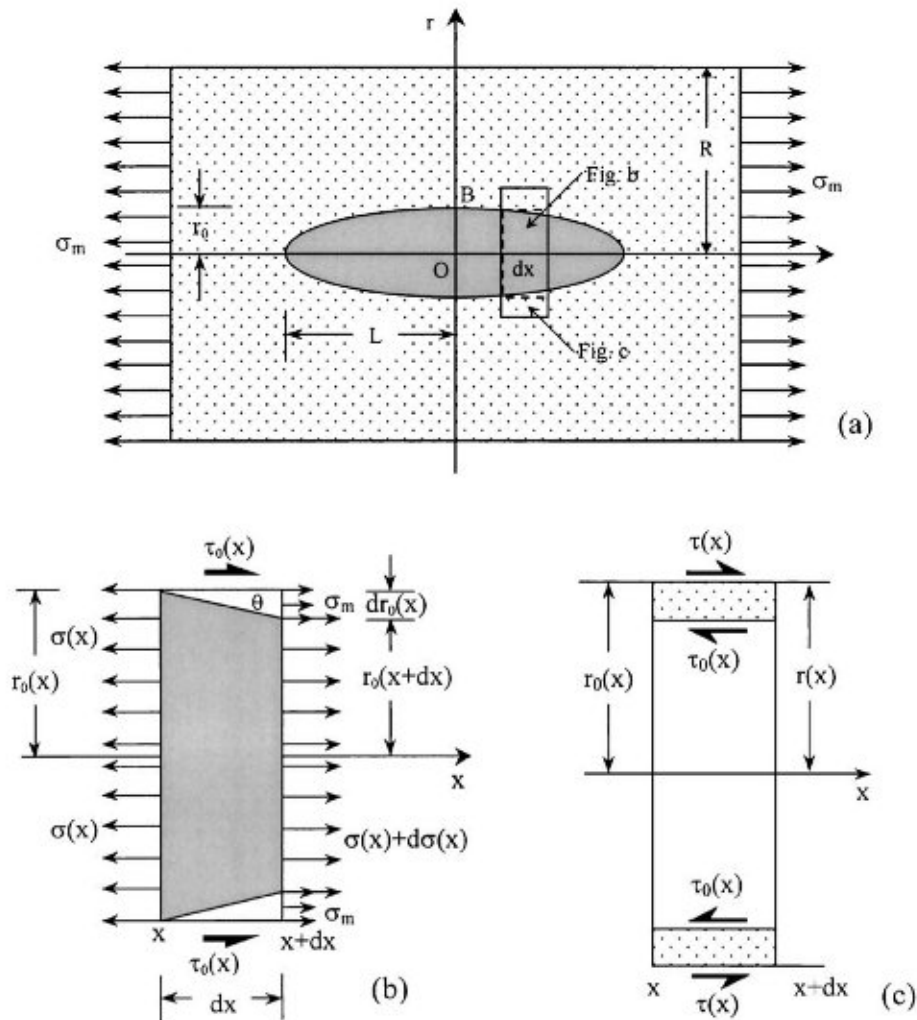 r
R
B
Fig. b
σm
r₀
σm
O
dx
L
Fig. c
(a)
τ₀(x)
θ
σm
dr₀(x)
σ(x)
r₀(x)
r₀(x+dx)
x
σ(x)
σ(x)+dσ(x)
σm
x
x+dx
τ₀(x)
dx
(b)
τ(x)
τ₀(x)
r₀(x)
r(x)
x
τ₀(x)
x
x+dx
τ(x)
(c)